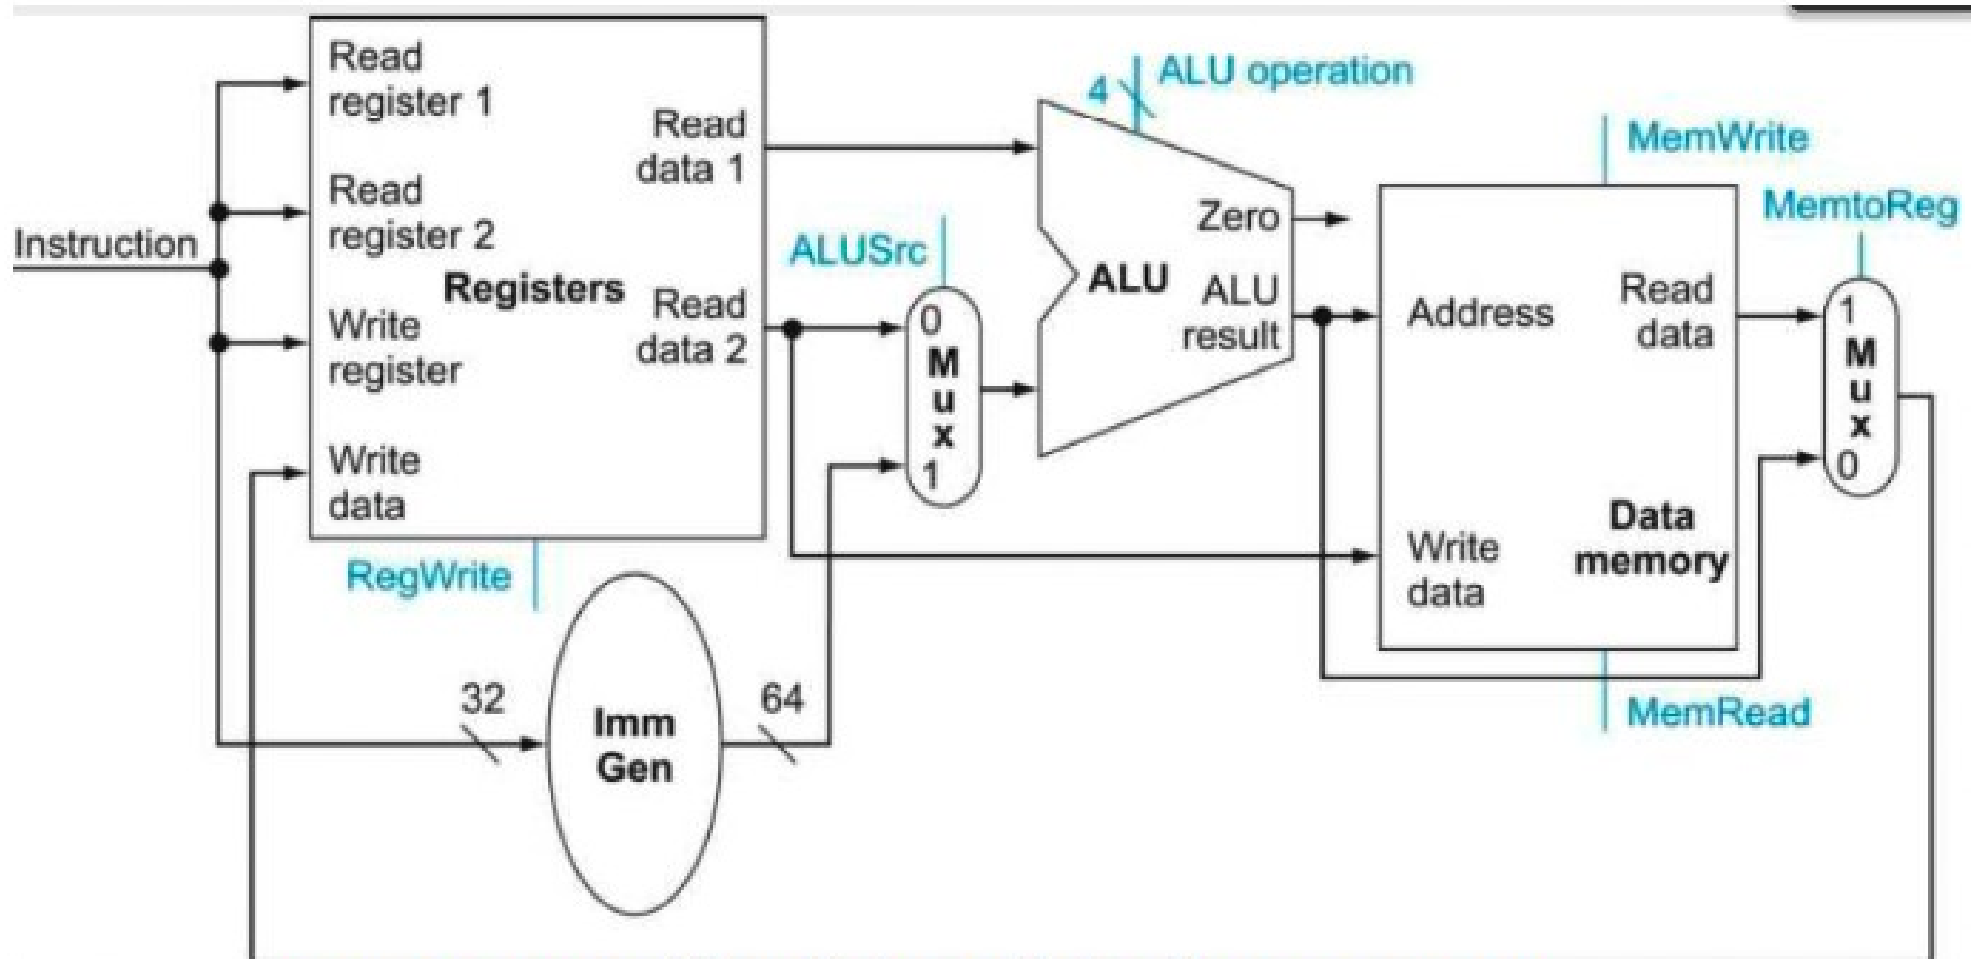 Instruction
Read
register 1
Read
register 2
Write
register
Write
data
Registers
Read
data 1
Read
data 2
RegWrite
ALUSrc
0
M
u
x
1
4
ALU operation
ALU
Zero
ALU
result
MemWrite
Address
Read
data
Write
data
Data
memory
MemRead
MemtoReg
1
M
u
x
0
32
Imm
Gen
64